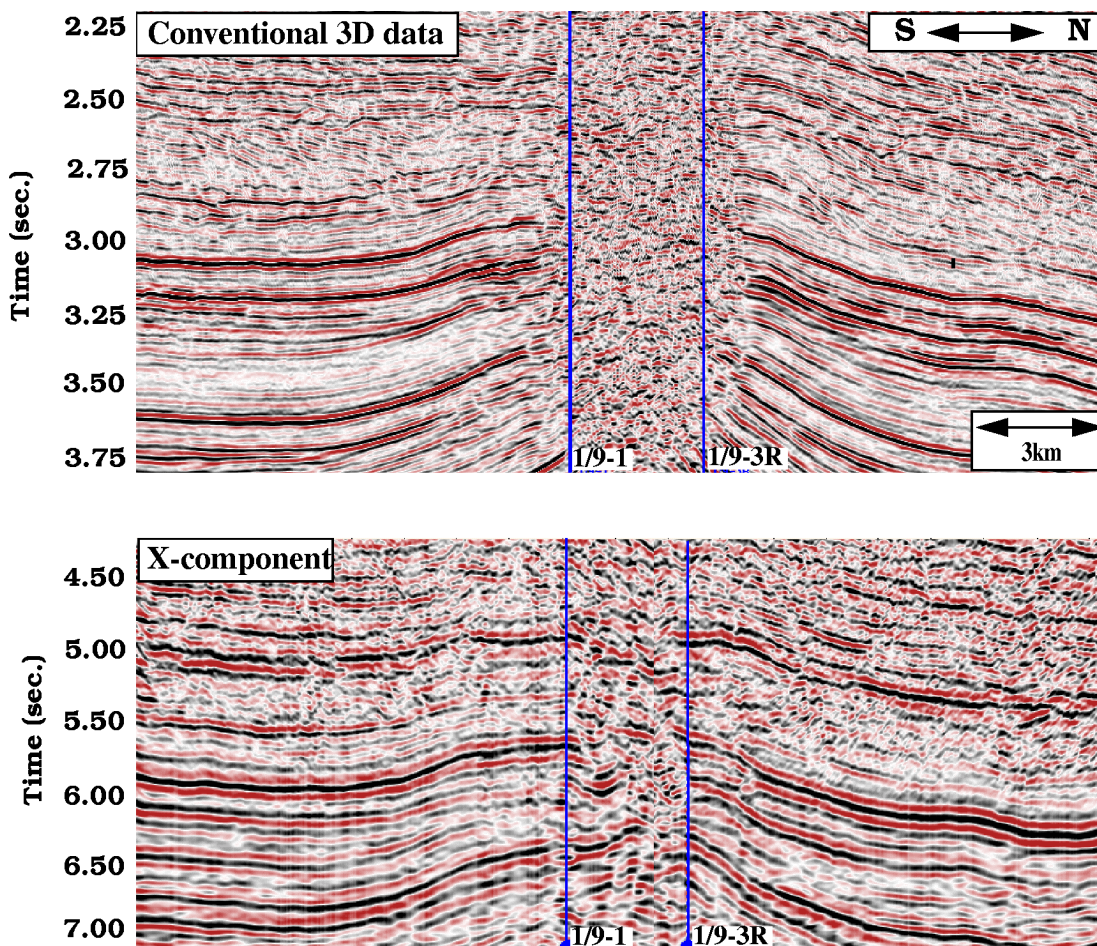 Conventional 3D data
S N
Time (sec.)
2.25
2.50
2.75
3.00
3.25
3.50
3.75
1/9-1
1/9-3R
3km
X-component
Time (sec.)
4.50
5.00
5.50
6.00
6.50
7.00
1/9-1
1/9-3R